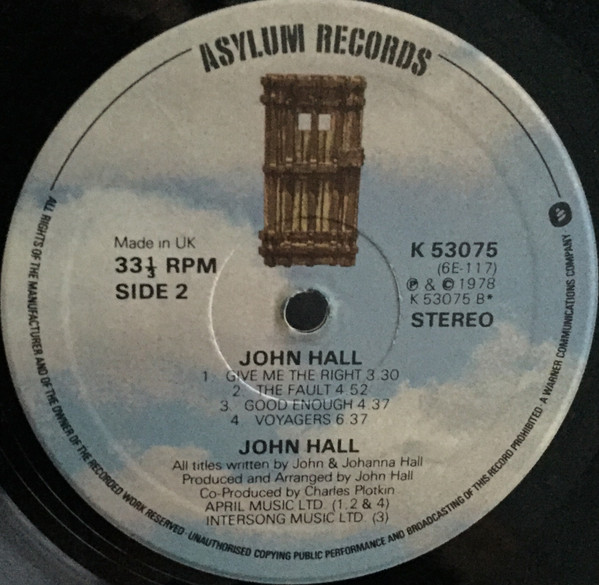 ASYLUM RECORDS
Made in UK
33⅓ RPM
SIDE 2
K 53075
(6E-117)
℗ & © 1978
K 53075 B*
STEREO
JOHN HALL
1 GIVE ME THE RIGHT 3.30
2 THE FAULT 4 52
3. GOOD ENOUGH 4 37
4 VOYAGERS 6 37
JOHN HALL
All titles written by John & Johanna Hall
Produced and Arranged by John Hall
Co-Produced by Charles Plotkin
APRIL MUSIC LTD. (1, 2 & 4)
INTERSONG MUSIC LTD. (3)
ALL RIGHTS OF THE MANUFACTURER AND OF THE OWNER OF THE RECORDED WORK RESERVED · UNAUTHORISED COPYING PUBLIC PERFORMANCE AND BROADCASTING OF THIS RECORD PROHIBITED · A WARNER COMMUNICATIONS COMPANY